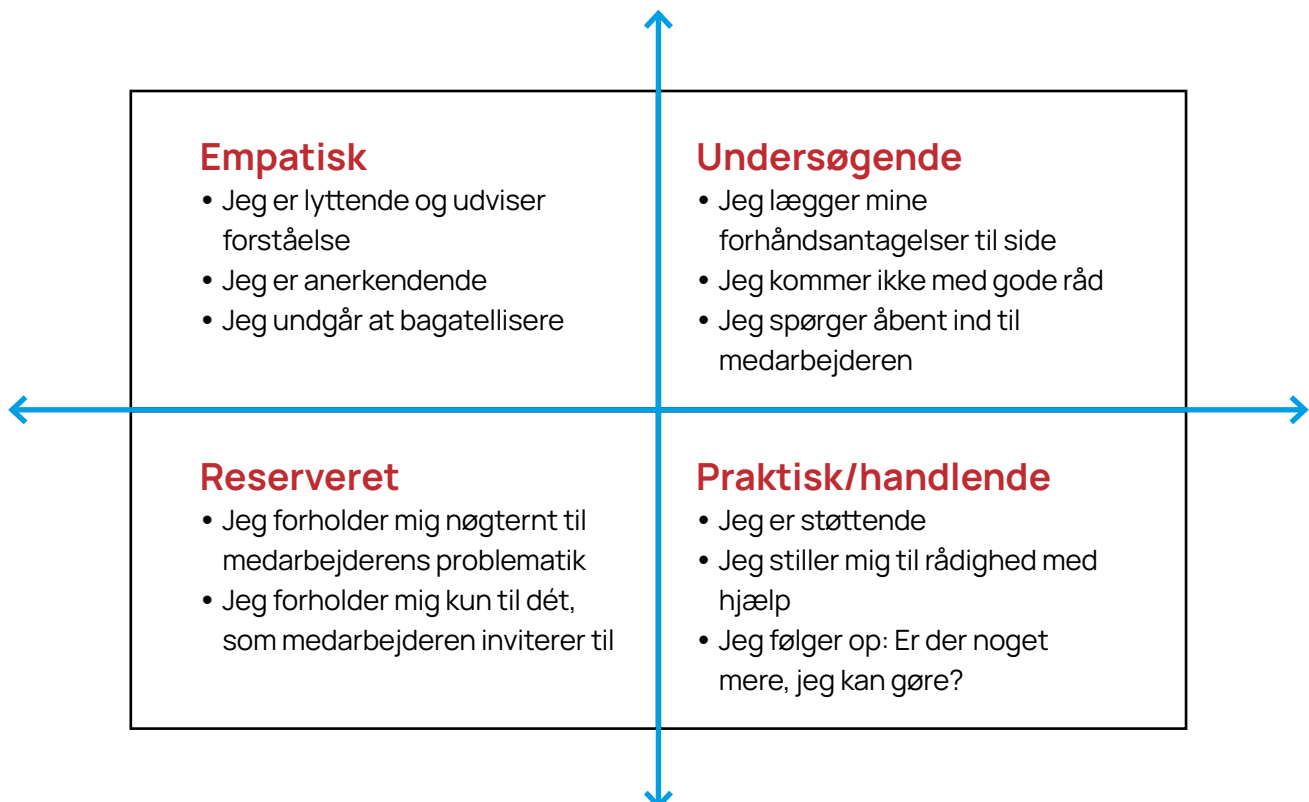 Empatisk
• Jeg er lyttende og udviser
forståelse
• Jeg er anerkendende
• Jeg undgår at bagatellisere
Undersøgende
• Jeg lægger mine
forhåndsantagelser til side
• Jeg kommer ikke med gode råd
• Jeg spørger åbent ind til
medarbejderen
Reserveret
• Jeg forholder mig nøgternt til
medarbejderens problematik
• Jeg forholder mig kun til dét,
som medarbejderen inviterer til
Praktisk/handlende
• Jeg er støttende
• Jeg stiller mig til rådighed med
hjælp
• Jeg følger op: Er der noget
mere, jeg kan gøre?